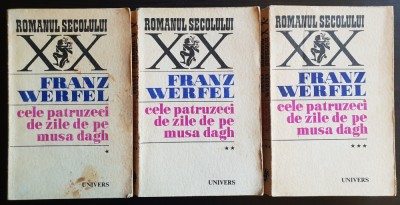 ROMANUL SECOLULUI
XX
FRANZ
WERFEL
cele patruzeci
de zile de pe
musa dagh
*
UNIVERS
ROMANUL SECOLULUI
XX
FRANZ
WERFEL
cele patruzeci
de zile de pe
musa dagh
**
UNIVERS
ROMANUL SECOLULUI
XX
FRANZ
WERFEL
cele patruzeci
de zile de pe
musa dagh
***
UNIVERS